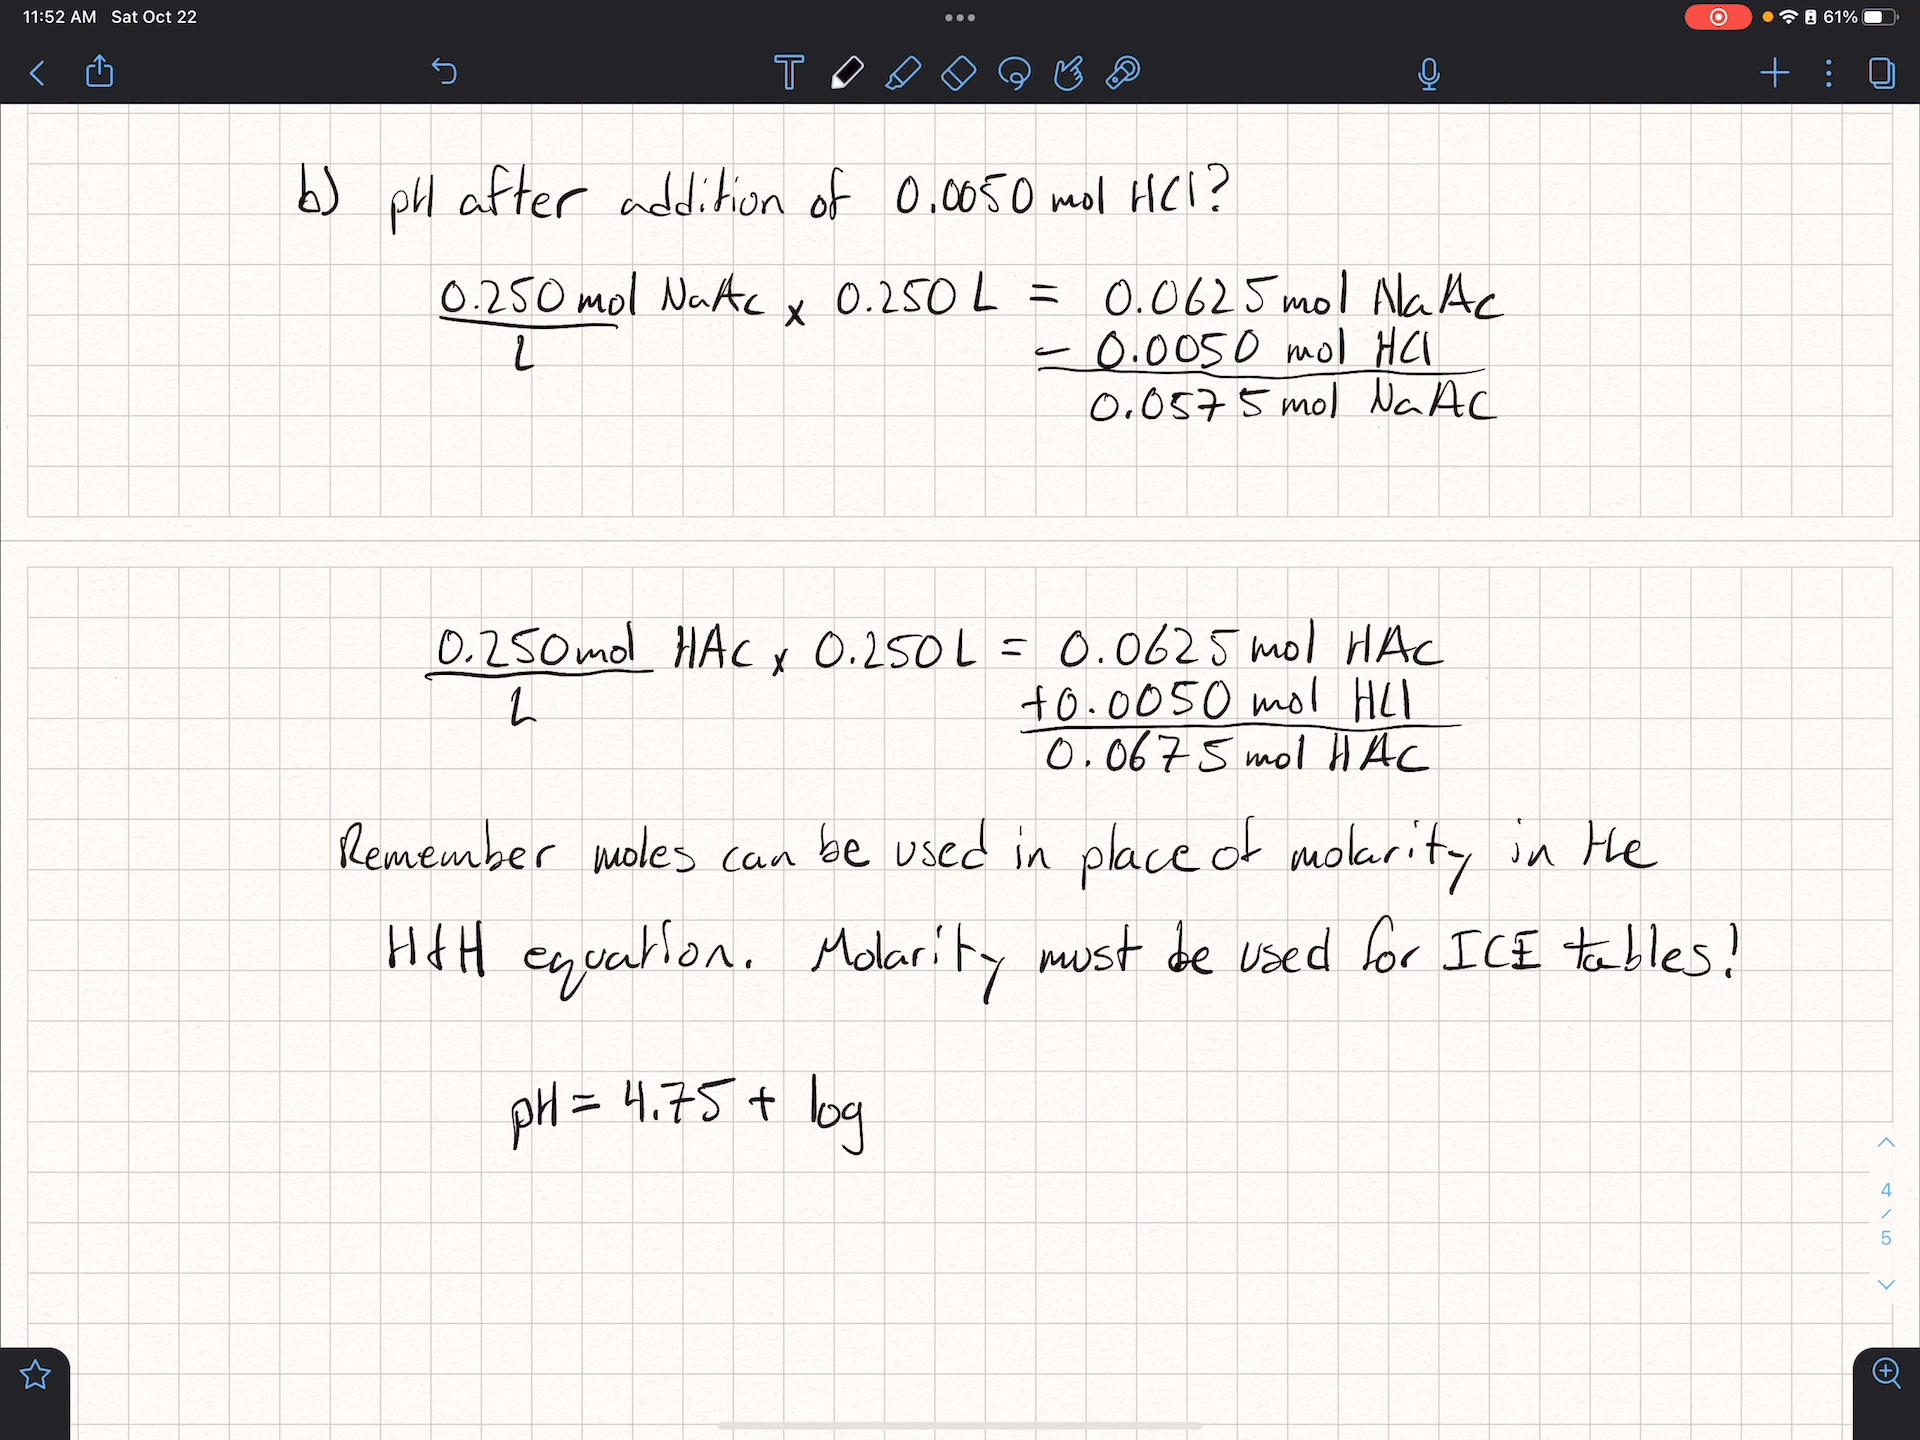 11:52 AM Sat Oct 22
61%
b) pH after addition of 0.0050 mol HCl?
0.250 mol NaAc x 0.250 L = 0.0625 mol NaAc
L
- 0.0050 mol HCl
0.0575 mol NaAc
0.250 mol HAc x 0.250 L = 0.0625 mol HAc
L
+0.0050 mol HCl
0.0675 mol HAc
Remember moles can be used in place of molarity in the
H&H equation. Molarity must be used for ICE tables!
pH = 4.75 + log
4
/
5